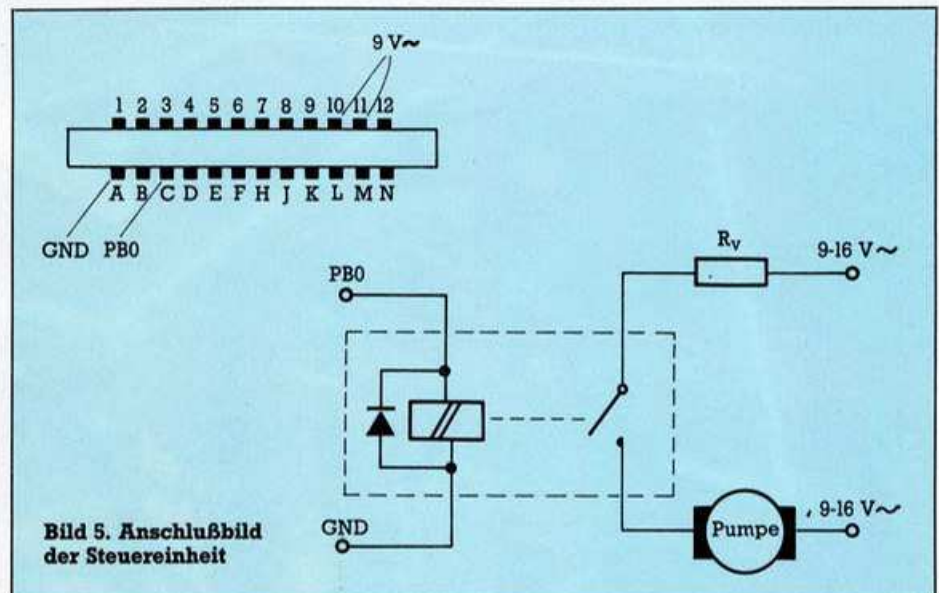 9 V~
1 2 3 4 5 6 7 8 9 10 11 12
A B C D E F H J K L M N
GND PB0
PB0
R_V
9-16 V~
GND
Pumpe
9-16 V~
Bild 5. Anschlußbild
der Steuereinheit